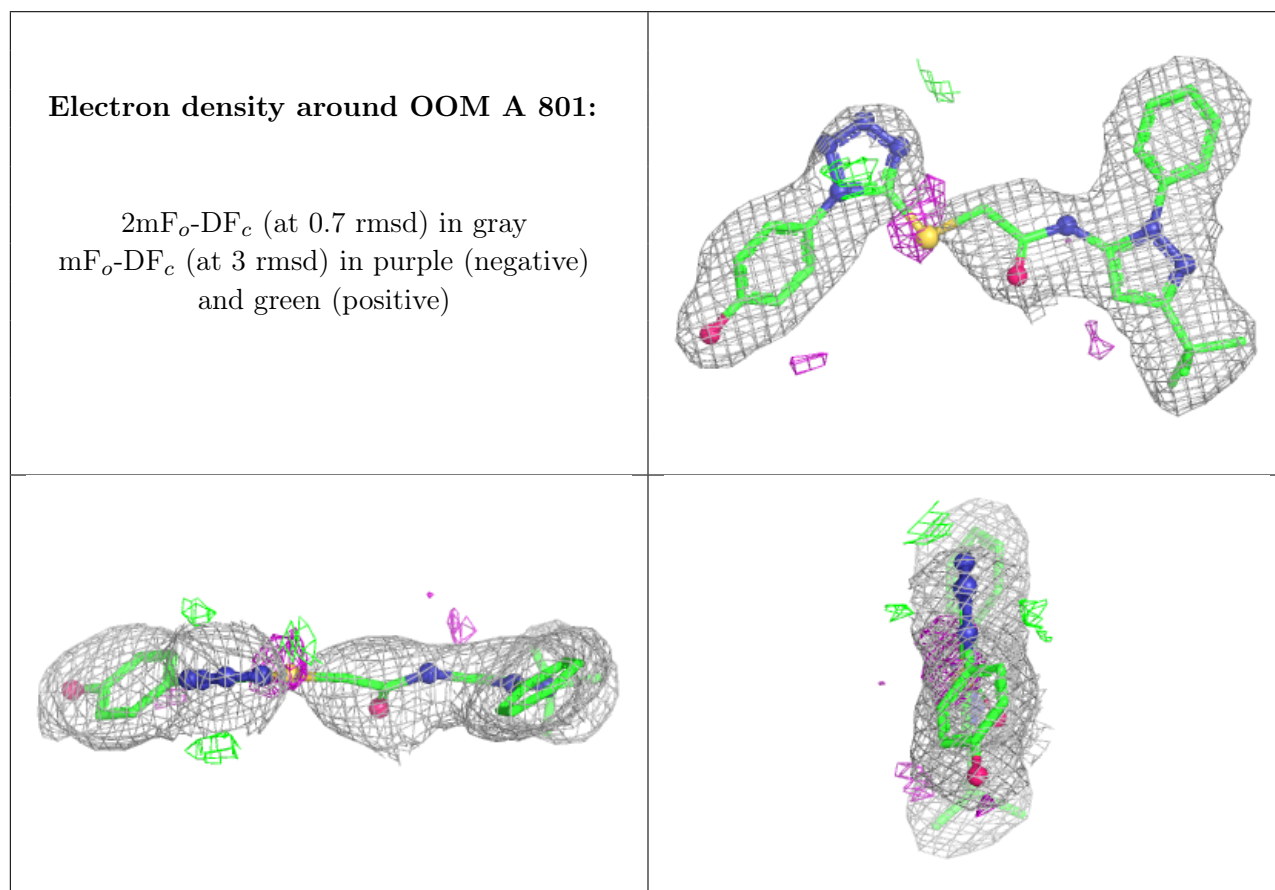 Electron density around OOM A 801:
2mFo-DFc (at 0.7 rmsd) in gray
mFo-DFc (at 3 rmsd) in purple (negative)
and green (positive)